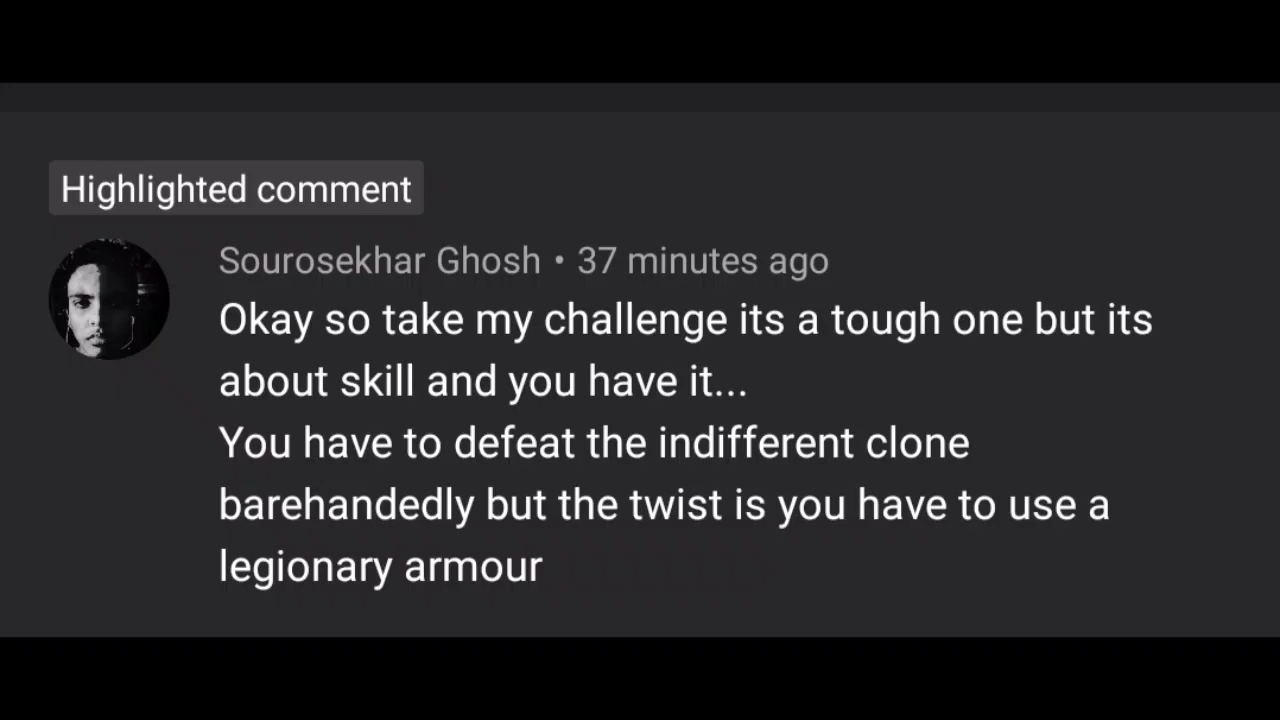 Highlighted comment
Sourosekhar Ghosh • 37 minutes ago
Okay so take my challenge its a tough one but its
about skill and you have it...
You have to defeat the indifferent clone
barehandedly but the twist is you have to use a
legionary armour